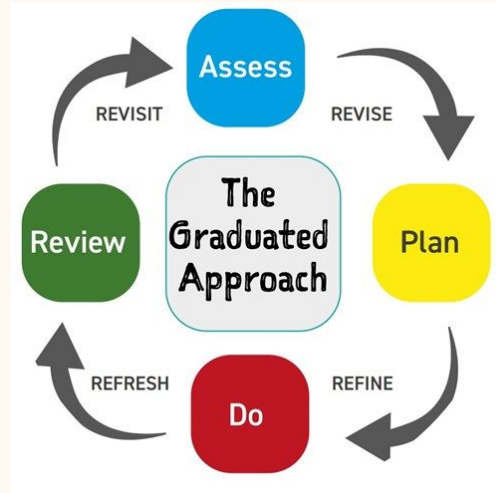 Assess
REVISIT
REVISE
The
Graduated
Approach
Review
Plan
REFRESH
REFINE
Do